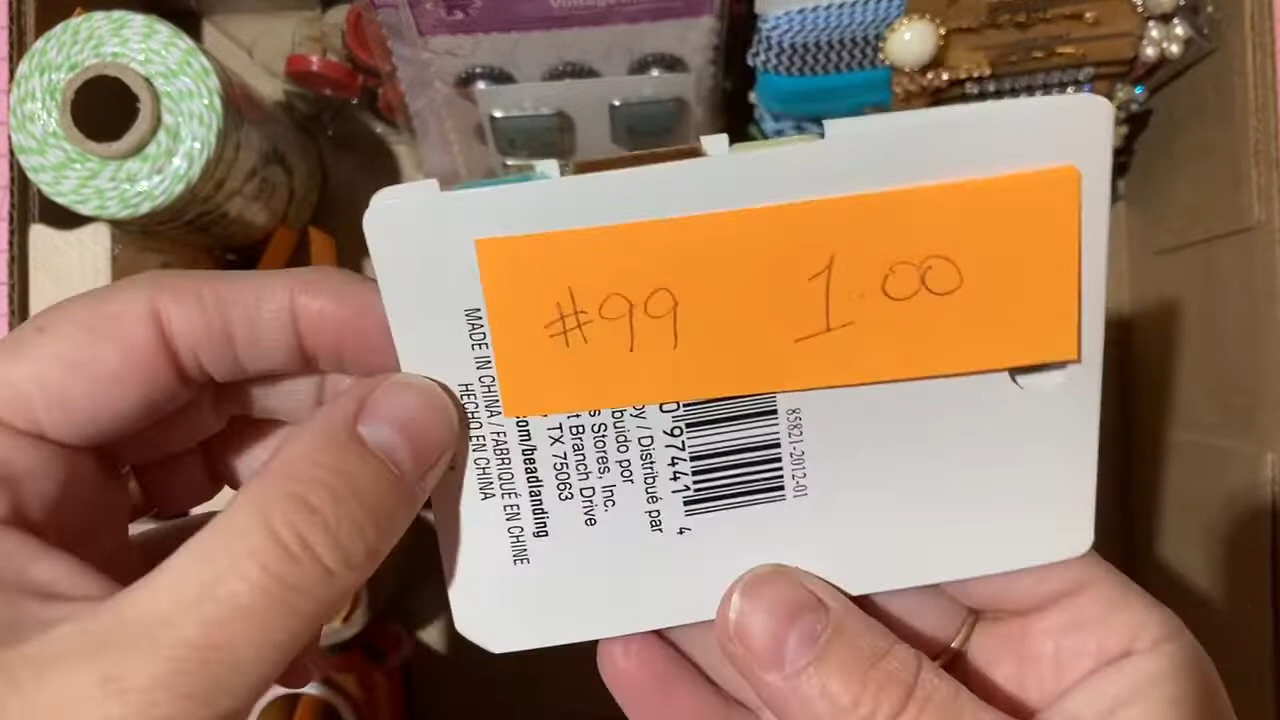 #99 1.00
MADE IN CHINA / FABRIQUÉ EN CHINE
HECHO EN CHINA
.com/beadlanding
, TX 75063
t Branch Drive
s Stores, Inc.
buido por
by / Distribué par
97441 4
85821-2012-01